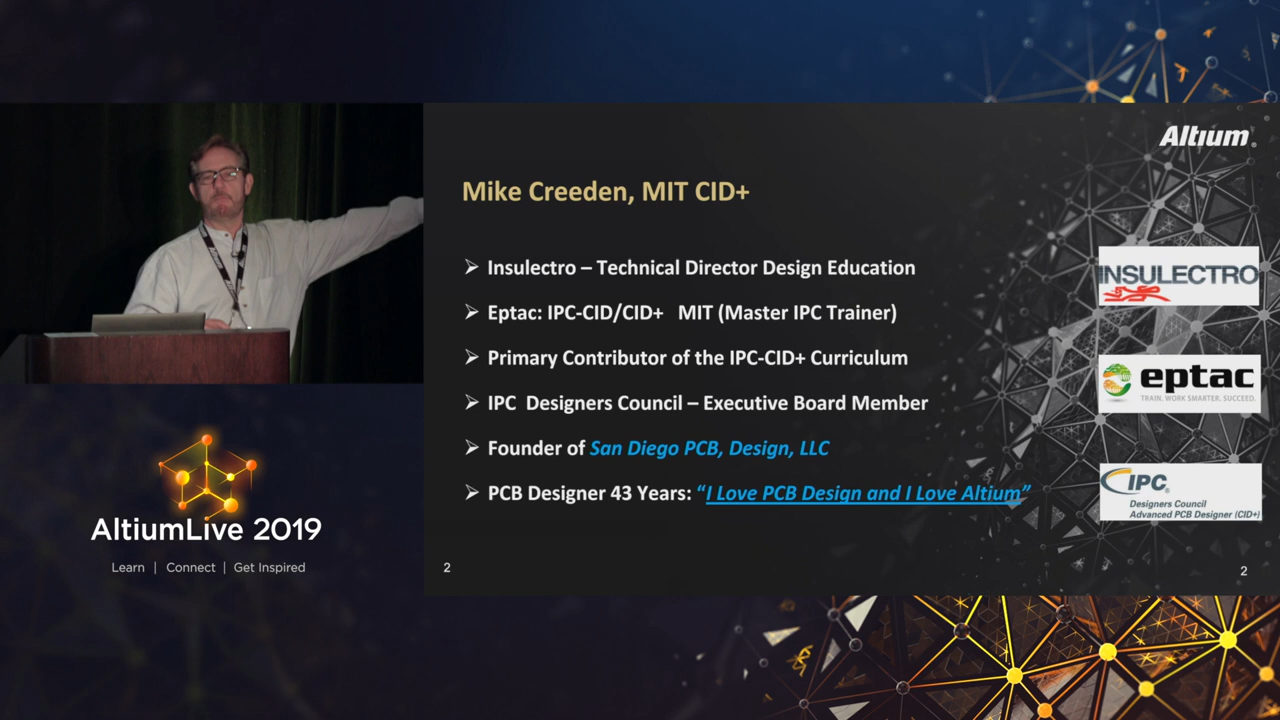 Altium.
Mike Creeden, MIT CID+
Insulectro – Technical Director Design Education
Eptac: IPC-CID/CID+ MIT (Master IPC Trainer)
Primary Contributor of the IPC-CID+ Curriculum
IPC Designers Council – Executive Board Member
Founder of San Diego PCB, Design, LLC
PCB Designer 43 Years: “I Love PCB Design and I Love Altium”
INSULECTRO
eptac
TRAIN. WORK SMARTER. SUCCEED.
IPC®
Designers Council
Advanced PCB Designer (CID+)
2
2
AltiumLive 2019
Learn | Connect | Get Inspired